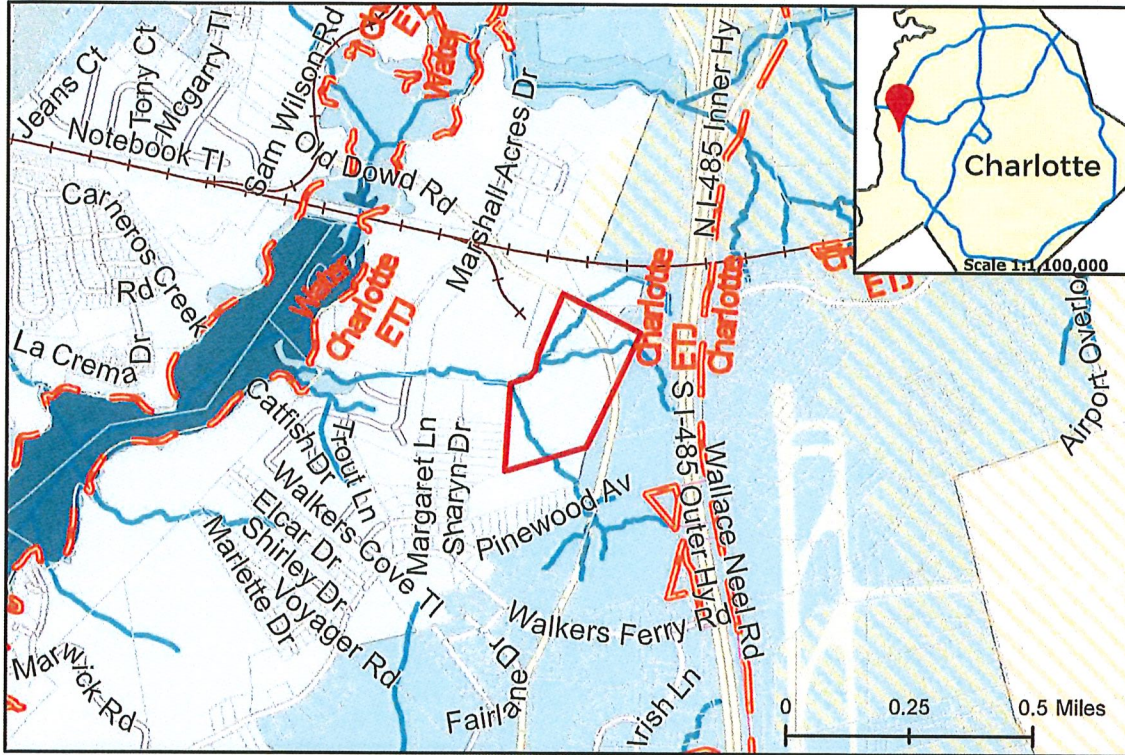 Jeans Ct
Tony Ct
Mcgarry Tl
Notebook Tl
Sam Wilson Rd
Old Dowd Rd
Marshall Acres Dr
N I-485 Inner Hy
Charlotte
Scale 1:1,100,000
Water
Carneros Creek
Rd
La Crema
Dr
Water
Charlotte
ETJ
Charlotte
ETJ
Charlotte
ETJ
Airport Overlo
Catfish Dr
Trout Ln
Margaret Ln
Sharyn Dr
S I-485 Outer Hy
Wallace Neel Rd
Pinewood Av
Walkers Cove Tl
Elcar Dr
Shirley Dr
Marlette Dr
Voyager Rd
Walkers Ferry Rd
Marwick Rd
Fairlane Dr
Irish Ln
0 0.25 0.5 Miles